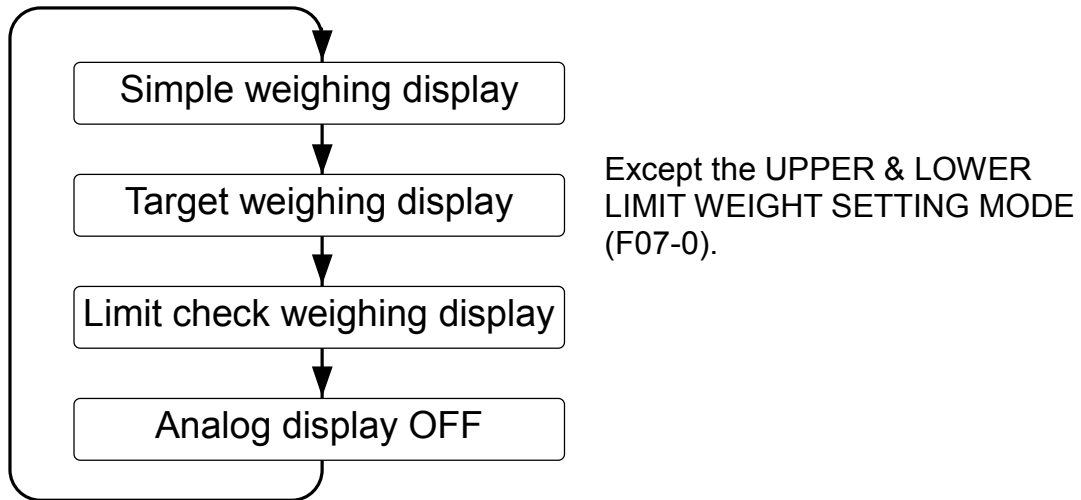 Simple weighing display
Target weighing display
Except the UPPER & LOWER
LIMIT WEIGHT SETTING MODE
(F07-0).
Limit check weighing display
Analog display OFF